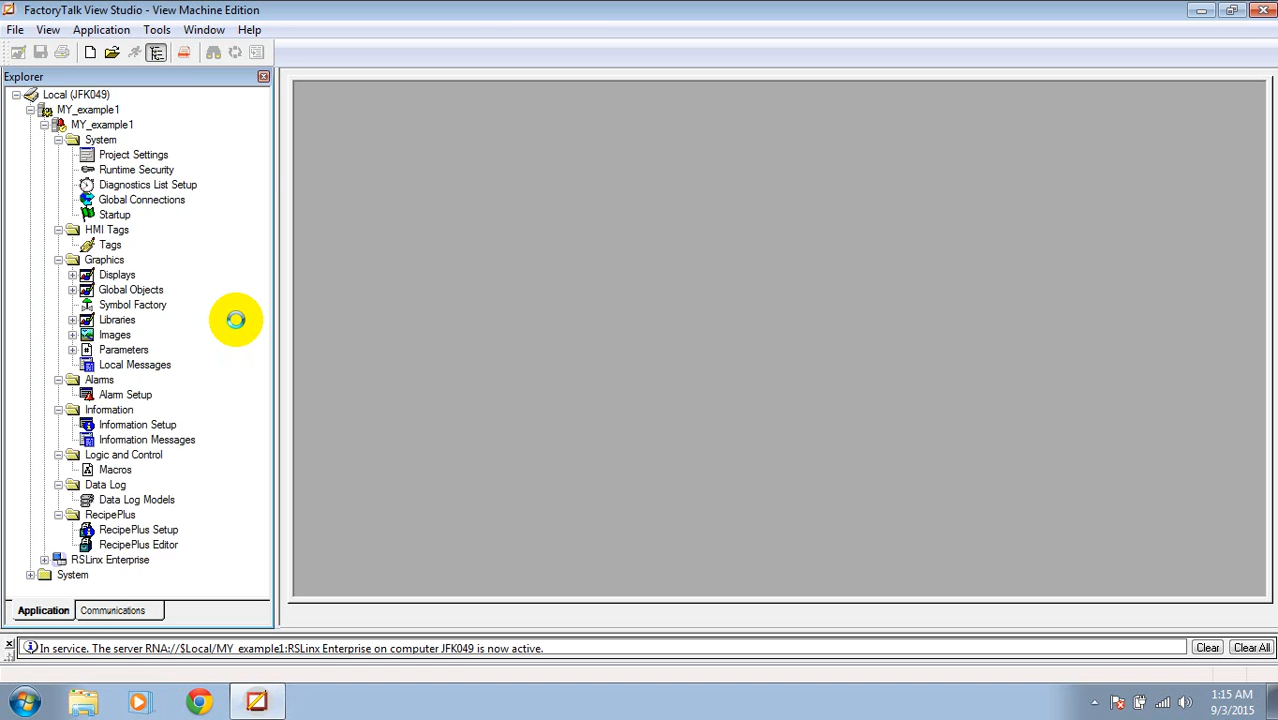 FactoryTalk View Studio - View Machine Edition
File View Application Tools Window Help
Explorer
Local (JFK049)
MY_example1
MY_example1
System
Project Settings
Runtime Security
Diagnostics List Setup
Global Connections
Startup
HMI Tags
Tags
Graphics
Displays
Global Objects
Symbol Factory
Libraries
Images
Parameters
Local Messages
Alarms
Alarm Setup
Information
Information Setup
Information Messages
Logic and Control
Macros
Data Log
Data Log Models
RecipePlus
RecipePlus Setup
RecipePlus Editor
RSLinx Enterprise
System
Application Communications
In service. The server RNA://$Local/MY_example1:RSLinx Enterprise on computer JFK049 is now active. Clear Clear All
1:15 AM
9/3/2015